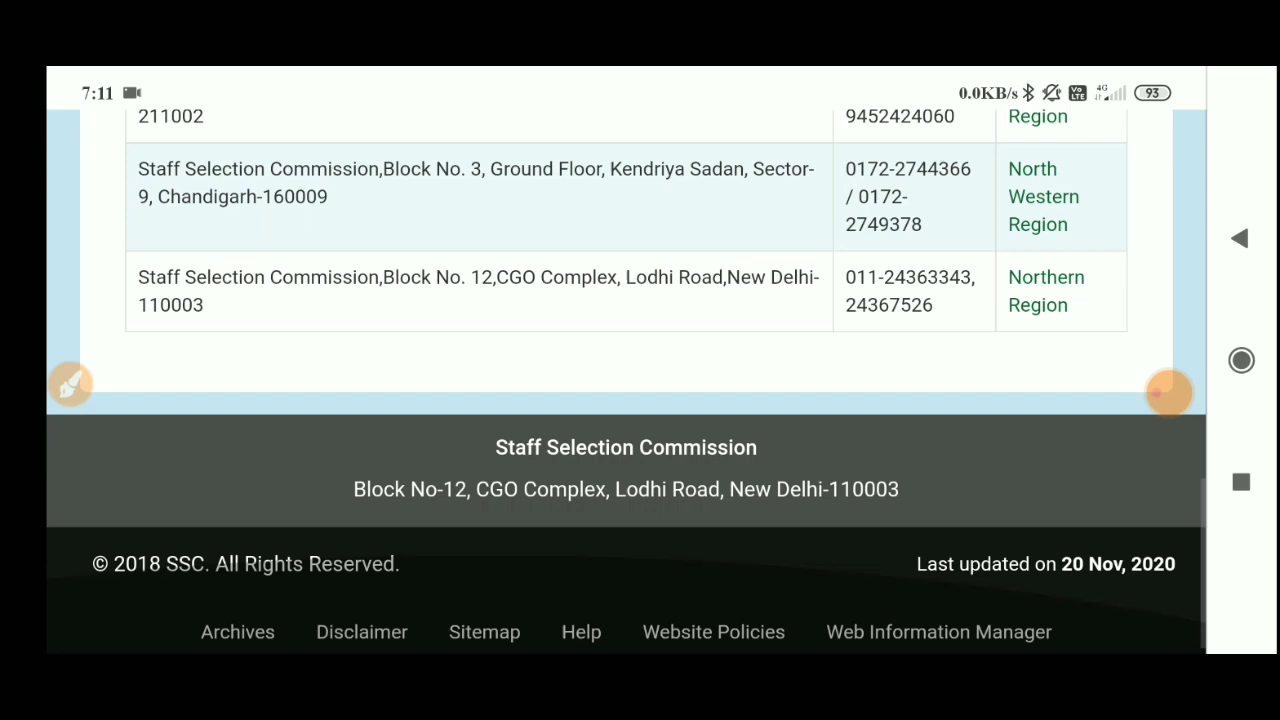 7:11 0.0KB/s Vo LTE 4G 93
211002 9452424060 Region
Staff Selection Commission,Block No. 3, Ground Floor, Kendriya Sadan, Sector-
9, Chandigarh-160009
0172-2744366
/ 0172-
2749378
North
Western
Region
Staff Selection Commission,Block No. 12,CGO Complex, Lodhi Road,New Delhi-
110003
011-24363343,
24367526
Northern
Region
Staff Selection Commission
Block No-12, CGO Complex, Lodhi Road, New Delhi-110003
© 2018 SSC. All Rights Reserved. Last updated on 20 Nov, 2020
Archives Disclaimer Sitemap Help Website Policies Web Information Manager